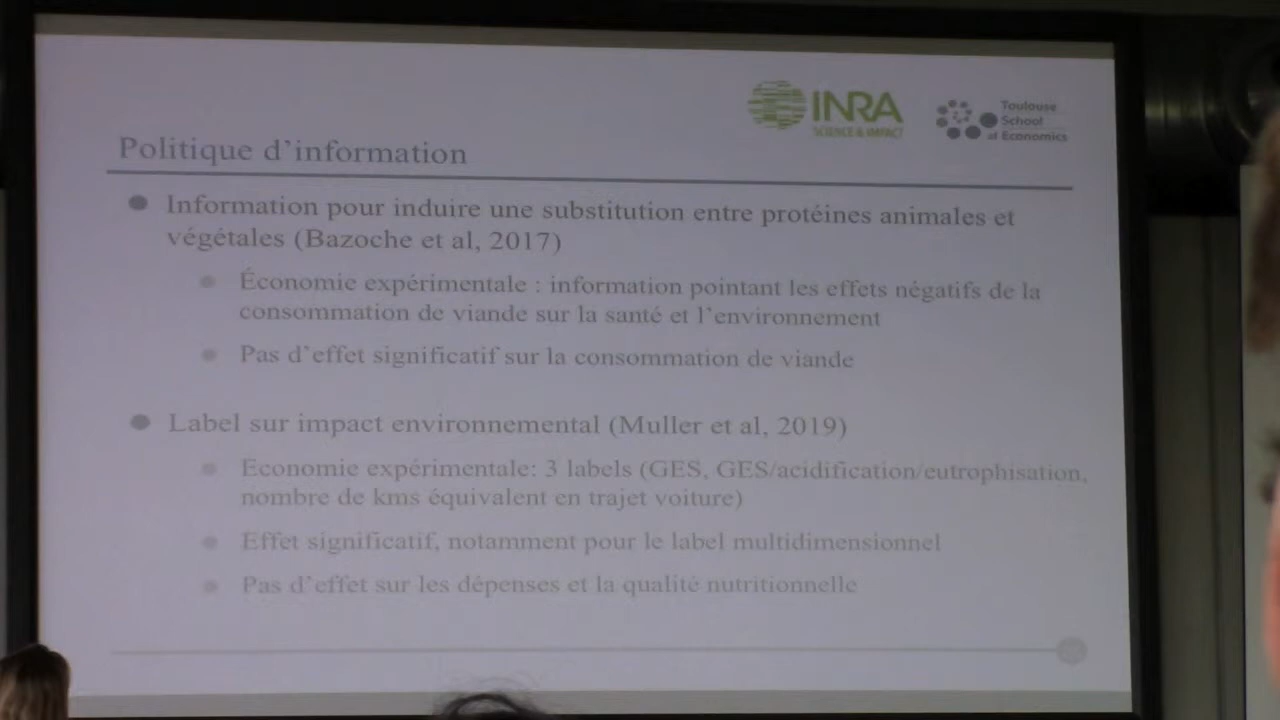 INRA
SCIENCE & IMPACT
Toulouse
School
of Economics
Politique d'information
Information pour induire une substitution entre protéines animales et
végétales (Bazoche et al, 2017)
Économie expérimentale : information pointant les effets négatifs de la
consommation de viande sur la santé et l'environnement
Pas d'effet significatif sur la consommation de viande
Label sur impact environnemental (Muller et al, 2019)
Economie expérimentale: 3 labels (GES, GES/acidification/eutrophisation,
nombre de kms équivalent en trajet voiture)
Effet significatif, notamment pour le label multidimensionnel
Pas d'effet sur les dépenses et la qualité nutritionnelle